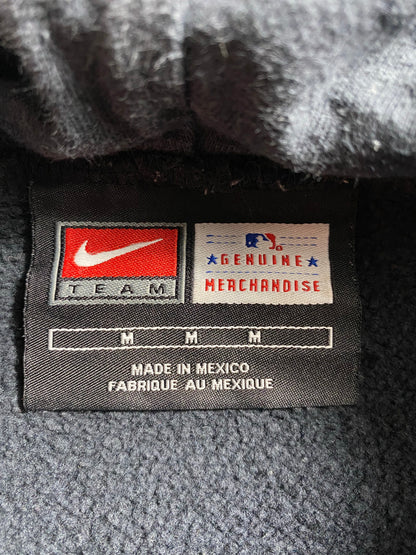 TEAM
GENUINE
MERCHANDISE
M M M
MADE IN MEXICO
FABRIQUE AU MEXIQUE